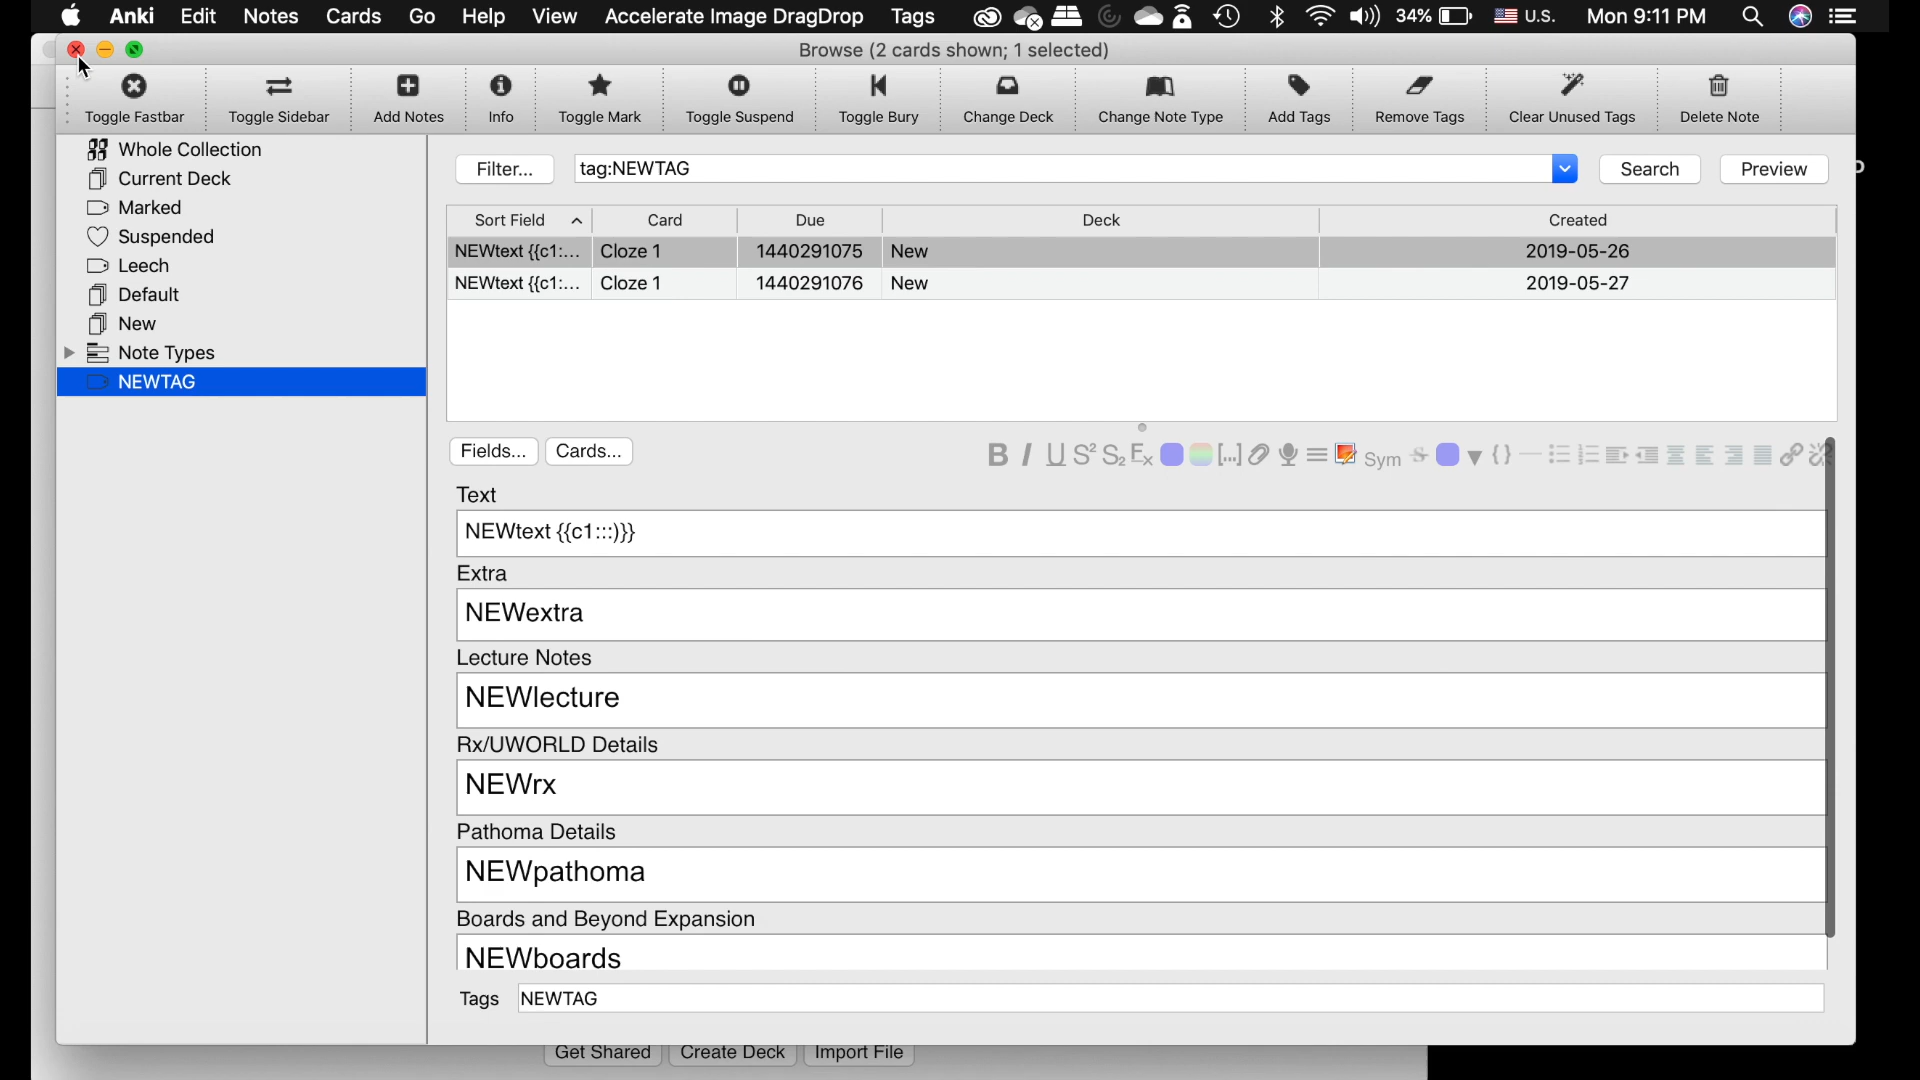 Anki Edit Notes Cards Go Help View Accelerate Image DragDrop Tags 34% U.S. Mon 9:11 PM
Browse (2 cards shown; 1 selected)
Toggle Fastbar Toggle Sidebar Add Notes Info Toggle Mark Toggle Suspend Toggle Bury Change Deck Change Note Type Add Tags Remove Tags Clear Unused Tags Delete Note
Whole Collection
Current Deck
Marked
Suspended
Leech
Default
New
Note Types
NEWTAG
Filter... tag:NEWTAG Search Preview
Sort Field Card Due Deck Created
NEWtext {{c1:... Cloze 1 1440291075 New 2019-05-26
NEWtext {{c1:... Cloze 1 1440291076 New 2019-05-27
Fields... Cards... B I U S² S₂ Fx [...] Sym S {}
Text
NEWtext {{c1:::)}}
Extra
NEWextra
Lecture Notes
NEWlecture
Rx/UWORLD Details
NEWrx
Pathoma Details
NEWpathoma
Boards and Beyond Expansion
NEWboards
Tags NEWTAG
Get Shared Create Deck Import File